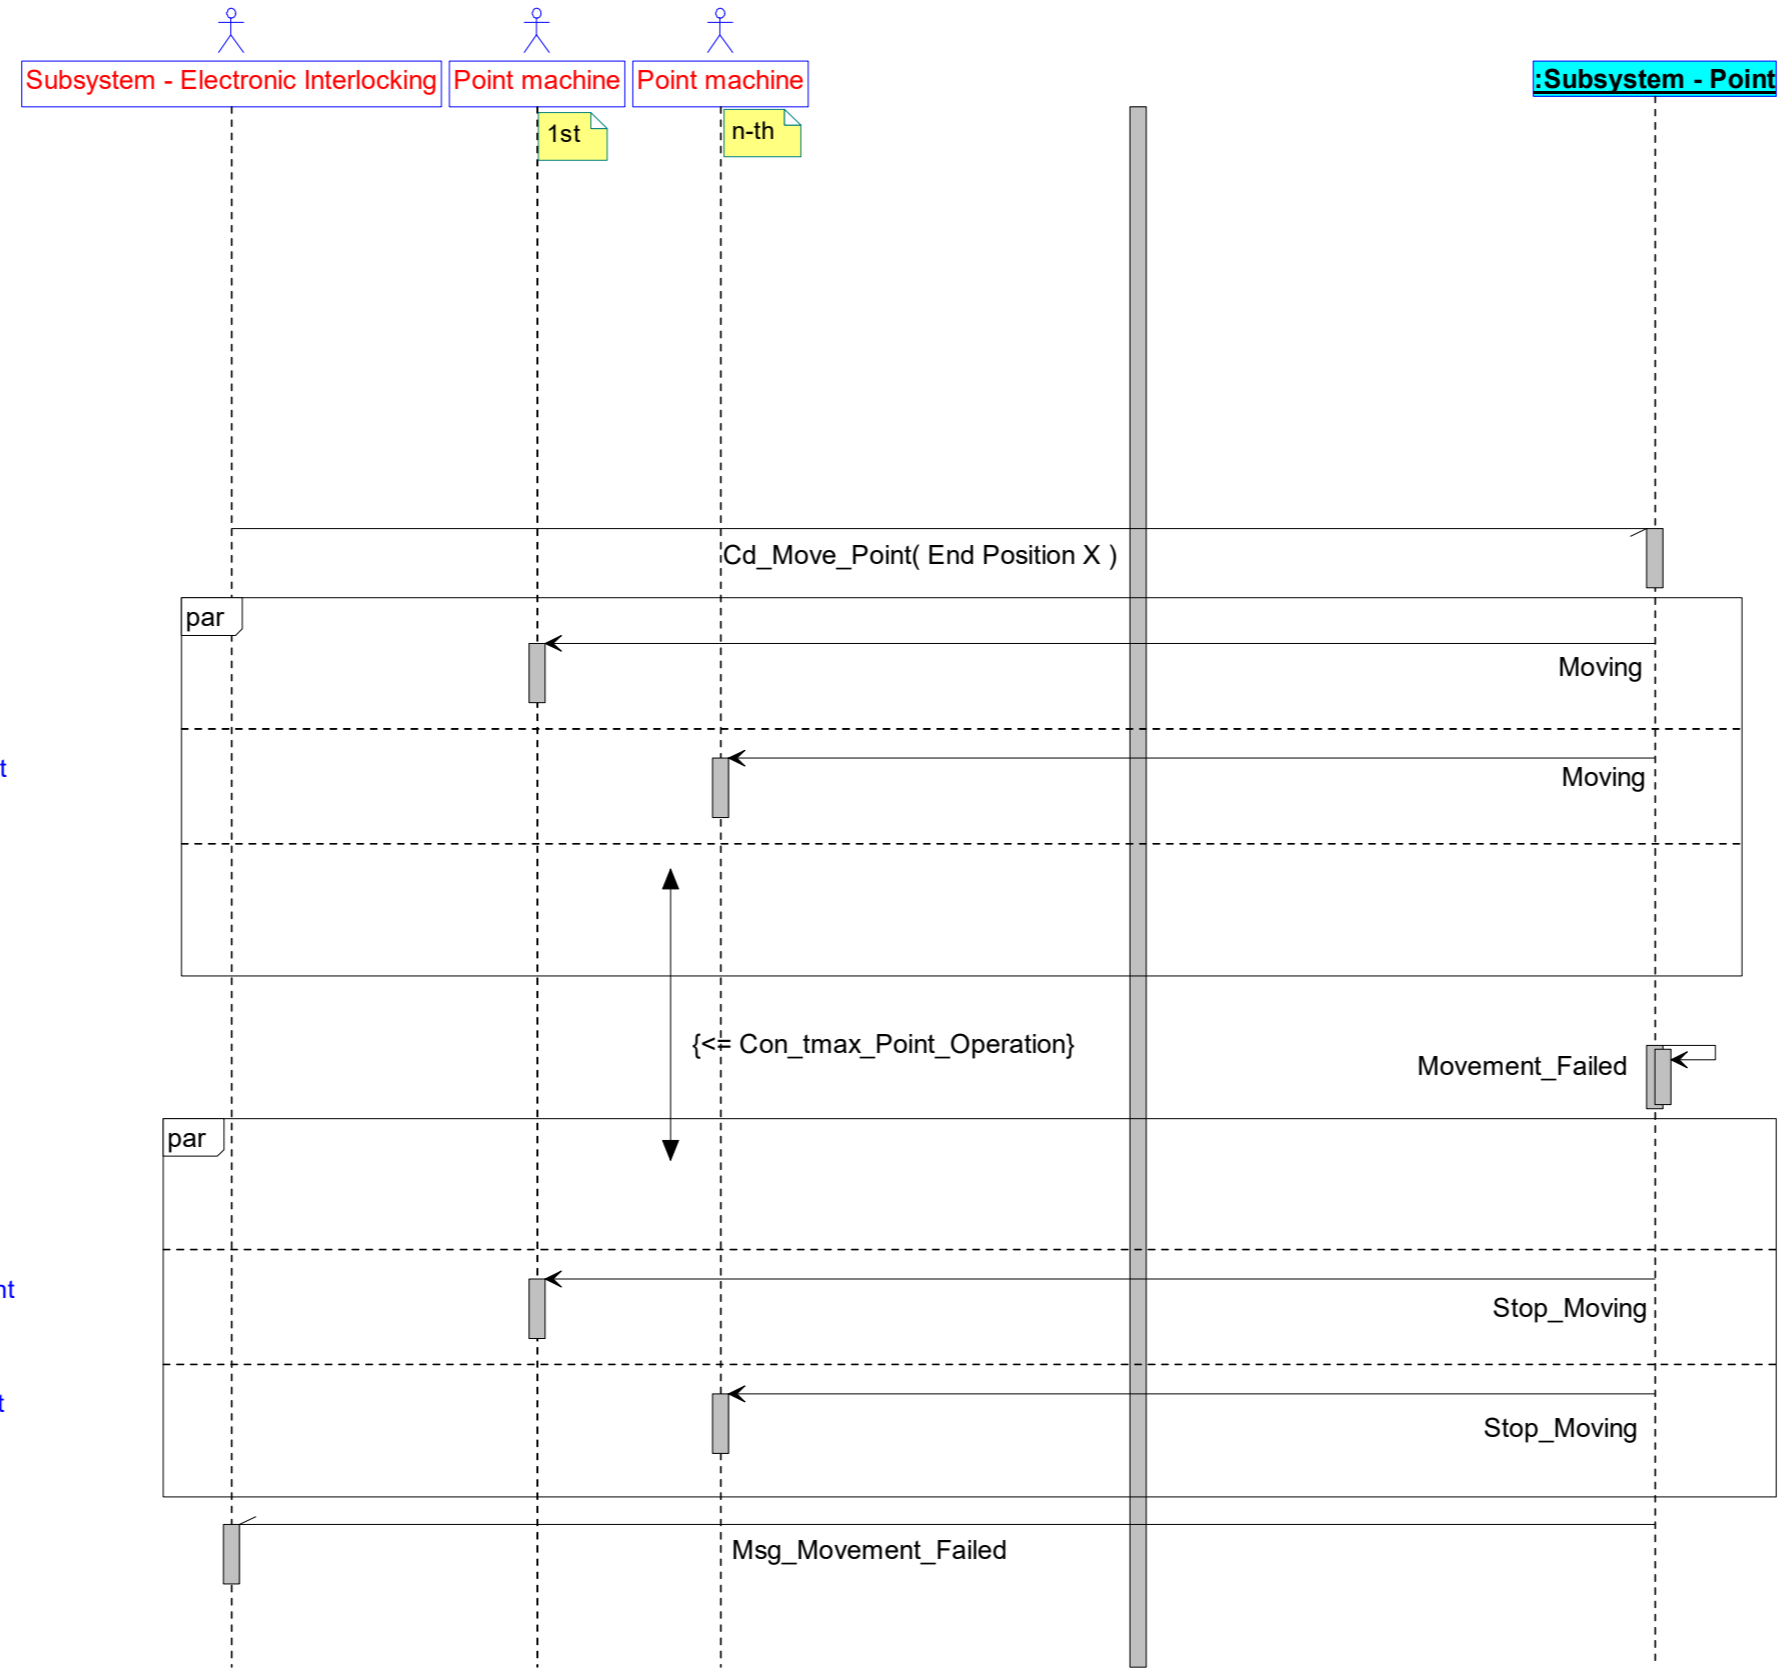 Subsystem - Electronic Interlocking
Point machine
Point machine
:Subsystem - Point
1st
n-th
Cd_Move_Point( End Position X )
par
Moving
t
Moving
{<= Con_tmax_Point_Operation}
Movement_Failed
par
nt
Stop_Moving
t
Stop_Moving
Msg_Movement_Failed